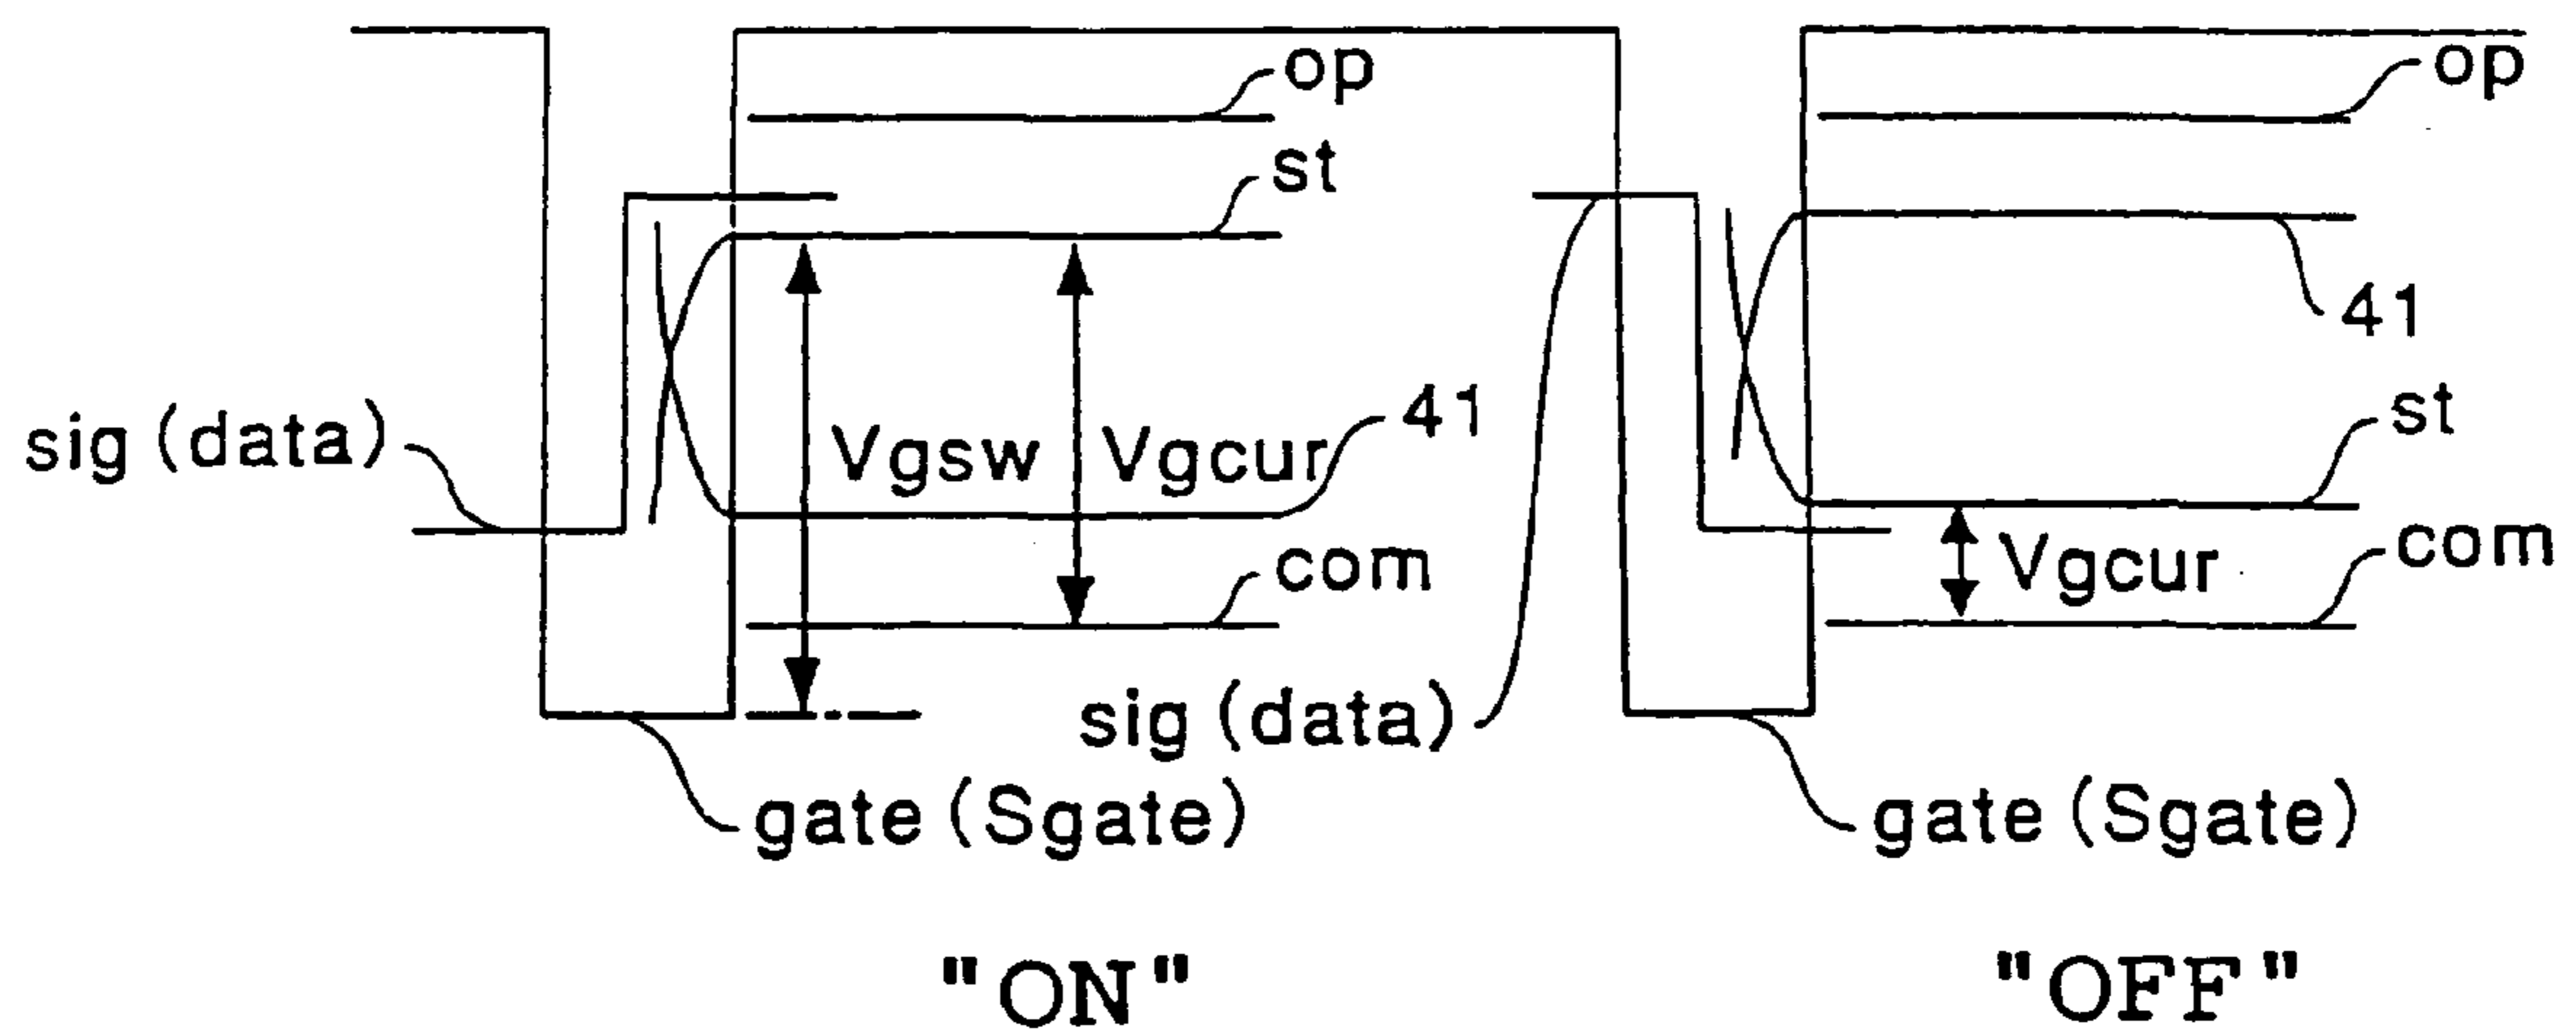 op
op
st
41
sig (data)
41
Vgsw
Vgcur
st
com
com
Vgcur
sig (data)
gate (Sgate)
gate (Sgate)
"ON"
"OFF"